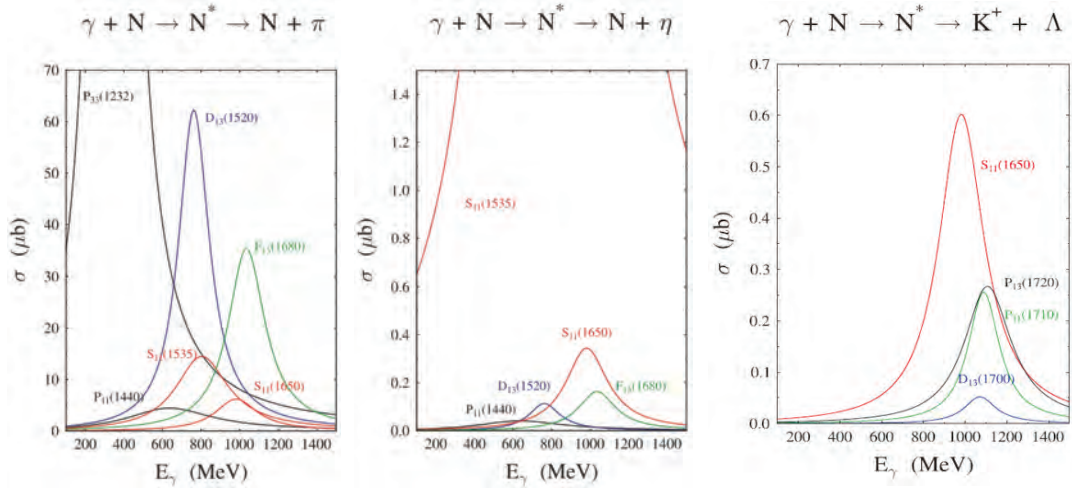 γ + N → N* → N + π
70
60
50
40
30
20
10
0
σ (μb)
P₃₃(1232)
D₁₃(1520)
F₁₅(1680)
S₁₁(1535)
S₁₁(1650)
P₁₁(1440)
200 400 600 800 1000 1200 1400
E_γ (MeV)
γ + N → N* → N + η
1.4
1.2
1.0
0.8
0.6
0.4
0.2
0.0
σ (μb)
S₁₁(1535)
S₁₁(1650)
D₁₃(1520)
F₁₅(1680)
P₁₁(1440)
200 400 600 800 1000 1200 1400
E_γ (MeV)
γ + N → N* → K⁺ + Λ
0.7
0.6
0.5
0.4
0.3
0.2
0.1
0.0
σ (μb)
S₁₁(1650)
P₁₃(1720)
P₁₁(1710)
D₁₃(1700)
200 400 600 800 1000 1200 1400
E_γ (MeV)